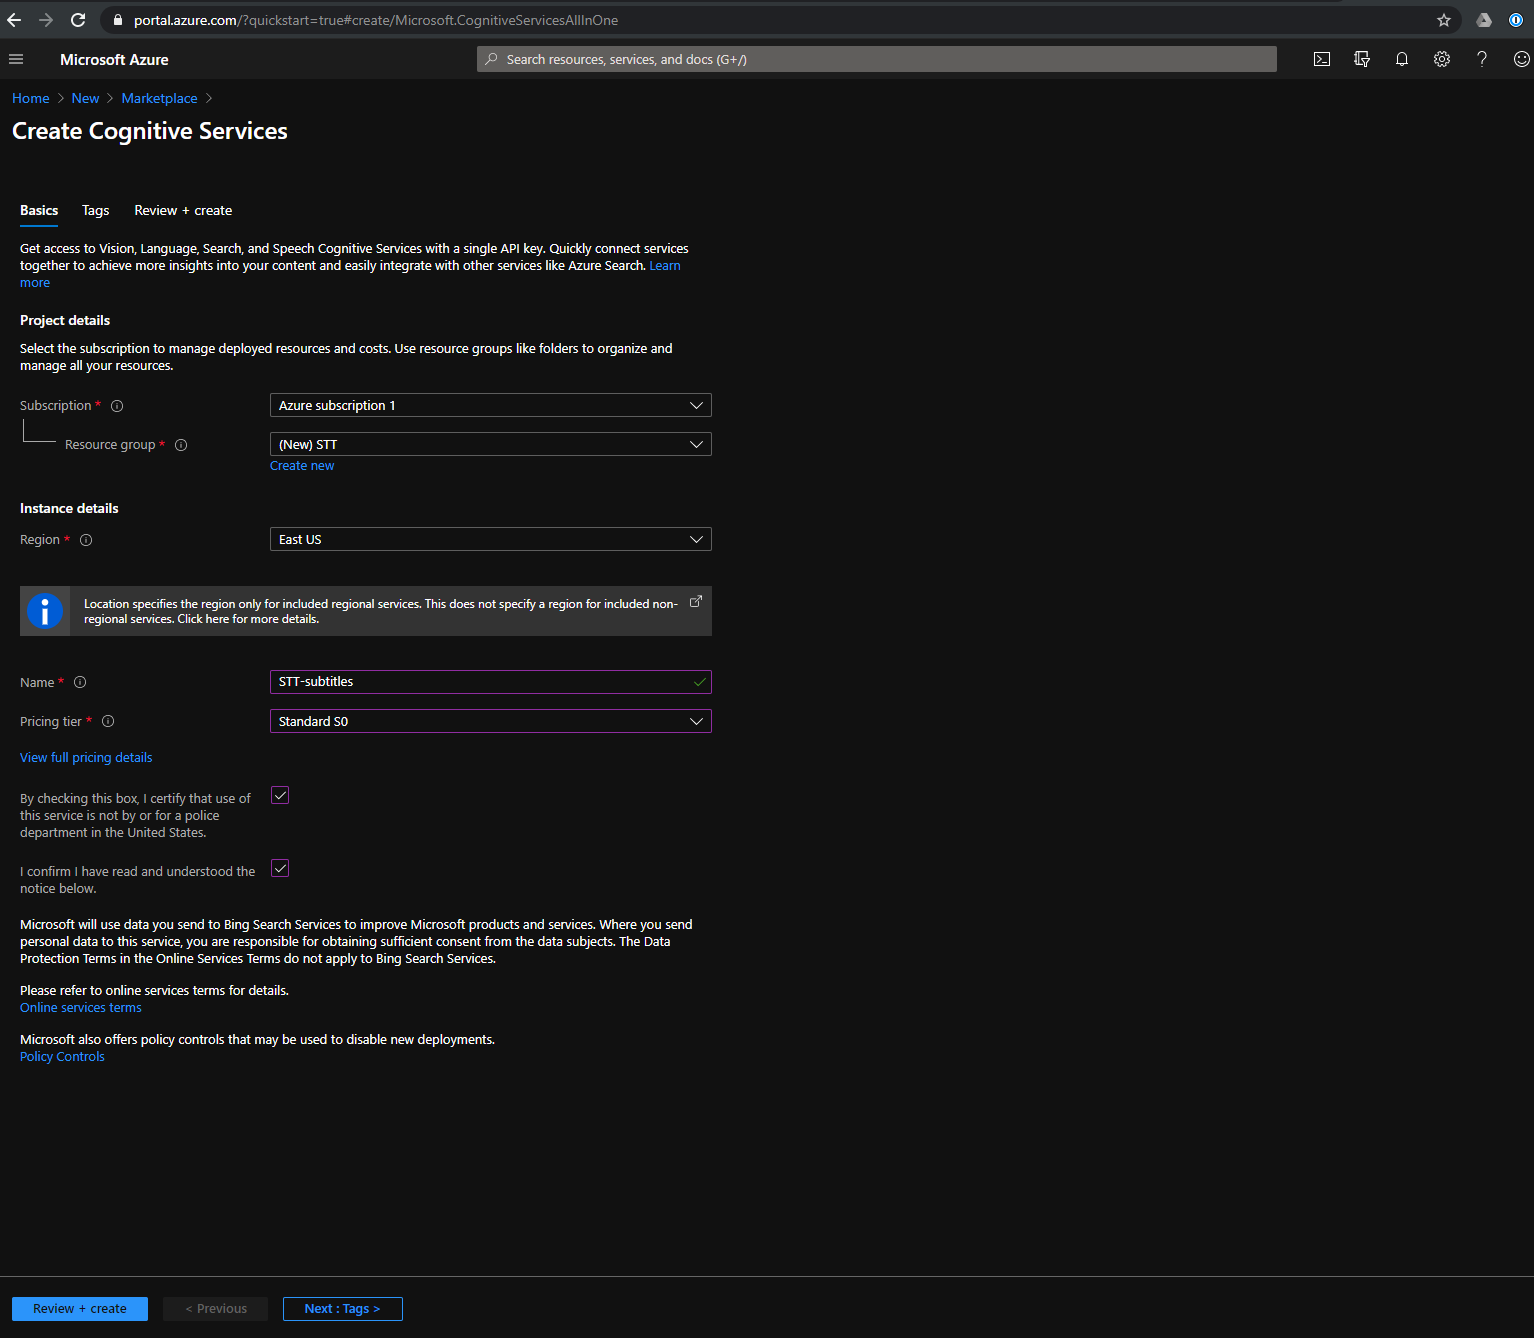 portal.azure.com/?quickstart=true#create/Microsoft.CognitiveServicesAllInOne
Microsoft Azure
Search resources, services, and docs (G+/)
Home > New > Marketplace >
Create Cognitive Services
Basics Tags Review + create
Get access to Vision, Language, Search, and Speech Cognitive Services with a single API key. Quickly connect services
together to achieve more insights into your content and easily integrate with other services like Azure Search. Learn
more
Project details
Select the subscription to manage deployed resources and costs. Use resource groups like folders to organize and
manage all your resources.
Subscription * Azure subscription 1
Resource group * (New) STT
Create new
Instance details
Region * East US
Location specifies the region only for included regional services. This does not specify a region for included non-
regional services. Click here for more details.
Name * STT-subtitles
Pricing tier * Standard S0
View full pricing details
By checking this box, I certify that use of
this service is not by or for a police
department in the United States.
I confirm I have read and understood the
notice below.
Microsoft will use data you send to Bing Search Services to improve Microsoft products and services. Where you send
personal data to this service, you are responsible for obtaining sufficient consent from the data subjects. The Data
Protection Terms in the Online Services Terms do not apply to Bing Search Services.
Please refer to online services terms for details.
Online services terms
Microsoft also offers policy controls that may be used to disable new deployments.
Policy Controls
Review + create < Previous Next : Tags >